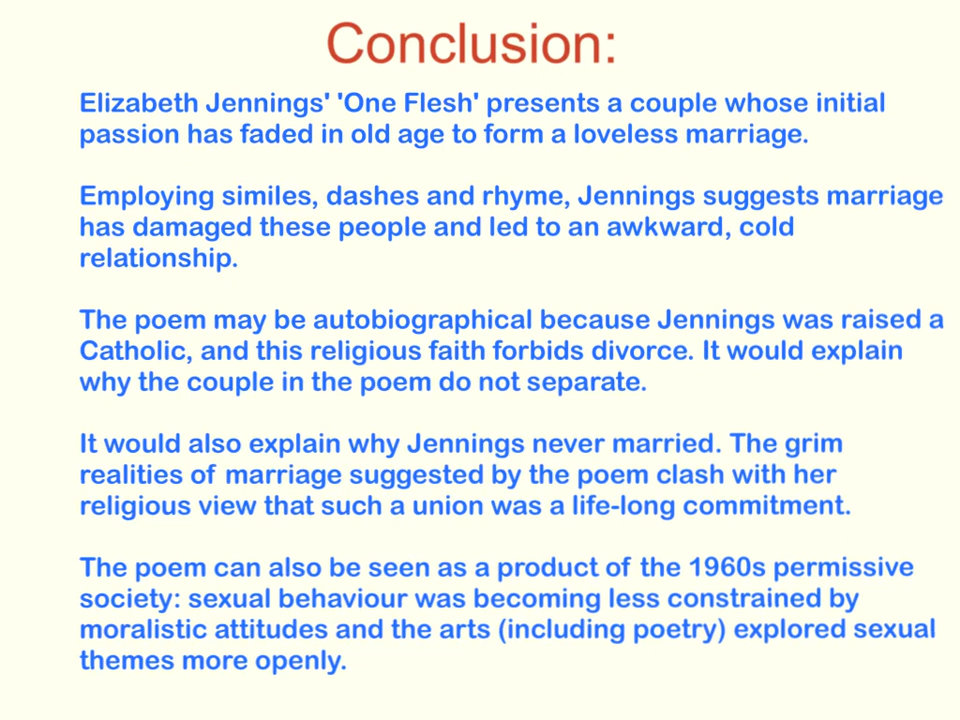 Conclusion:
Elizabeth Jennings' 'One Flesh' presents a couple whose initial
passion has faded in old age to form a loveless marriage.
Employing similes, dashes and rhyme, Jennings suggests marriage
has damaged these people and led to an awkward, cold
relationship.
The poem may be autobiographical because Jennings was raised a
Catholic, and this religious faith forbids divorce. It would explain
why the couple in the poem do not separate.
It would also explain why Jennings never married. The grim
realities of marriage suggested by the poem clash with her
religious view that such a union was a life-long commitment.
The poem can also be seen as a product of the 1960s permissive
society: sexual behaviour was becoming less constrained by
moralistic attitudes and the arts (including poetry) explored sexual
themes more openly.